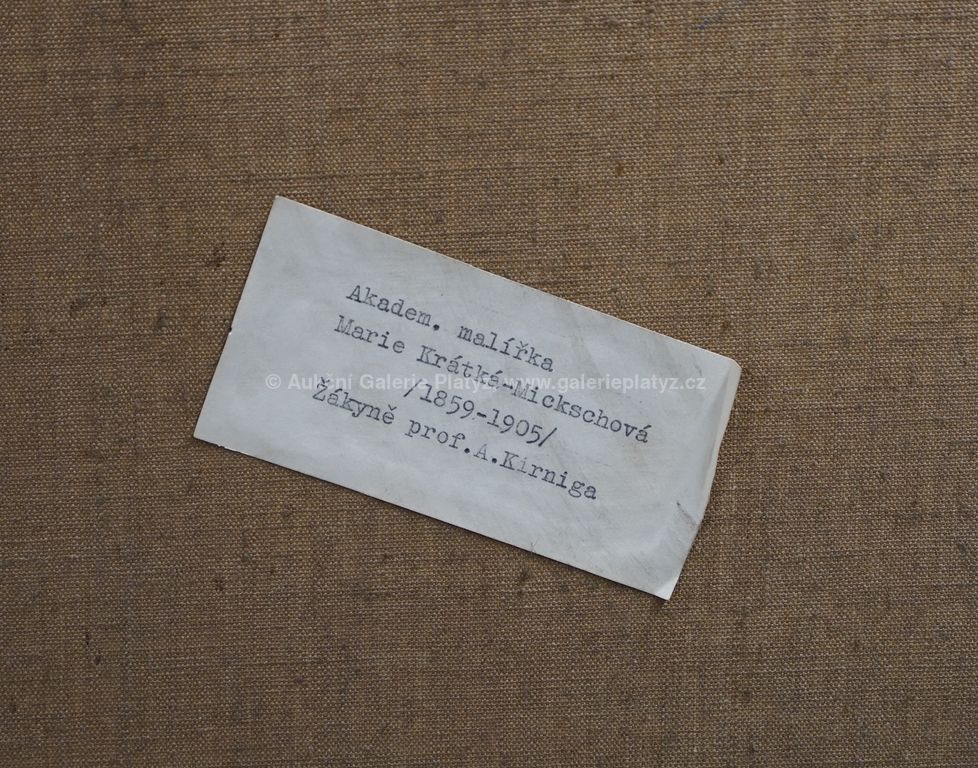 Akadem. malířka
Marie Krátká-Mickschová
/1859-1905/
Žákyně prof.A.Kirniga
© Aukční Galerie Platýz, www.galerieplatyz.cz